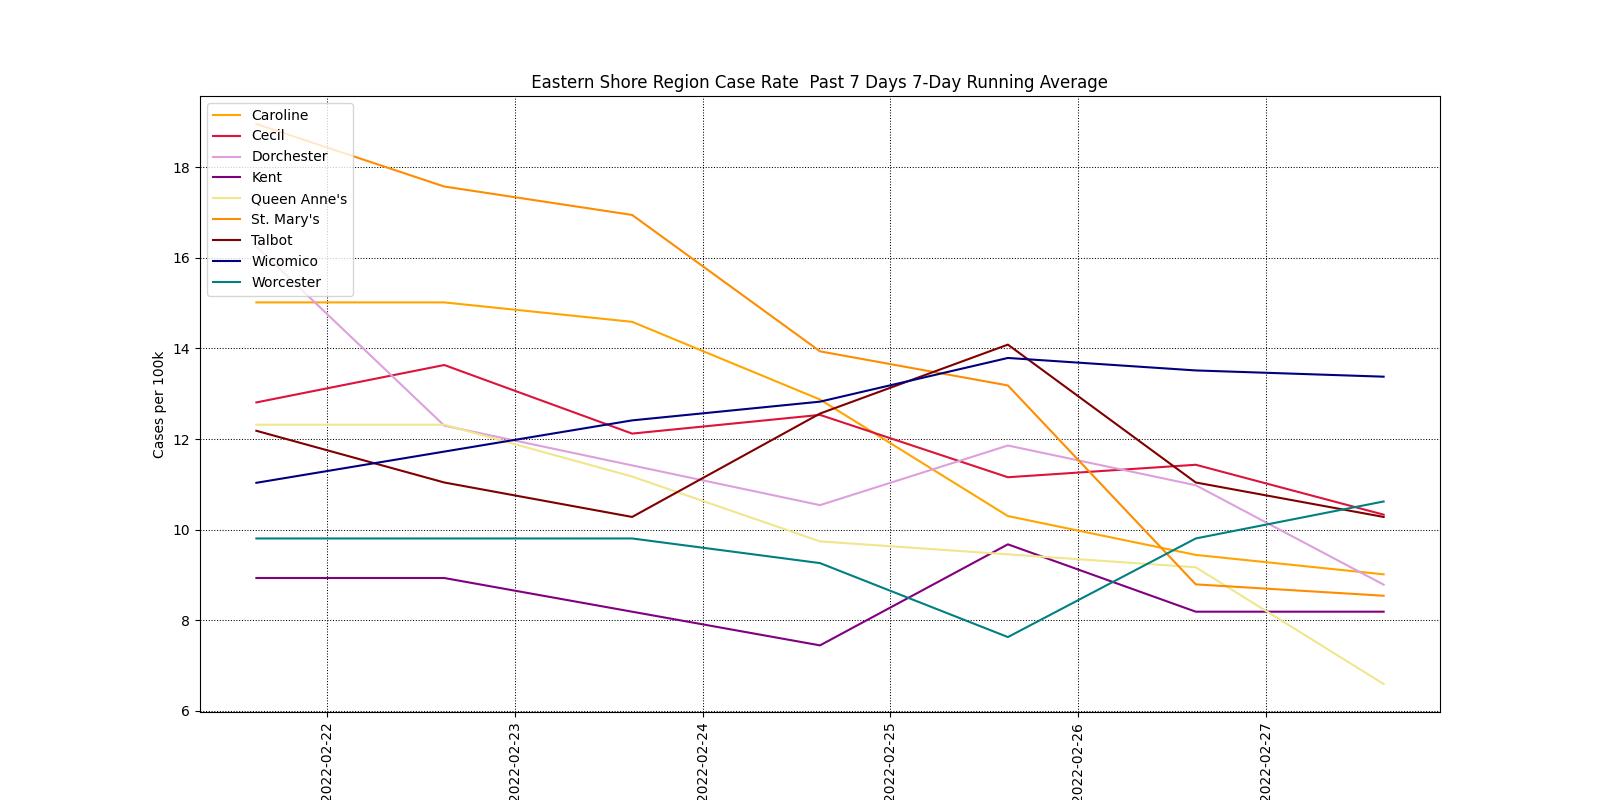 Eastern Shore Region Case Rate  Past 7 Days 7-Day Running Average
Caroline
Cecil
Dorchester
Kent
Queen Anne's
St. Mary's
Talbot
Wicomico
Worcester
Cases per 100k
18
16
14
12
10
8
6
2022-02-22
2022-02-23
2022-02-24
2022-02-25
2022-02-26
2022-02-27